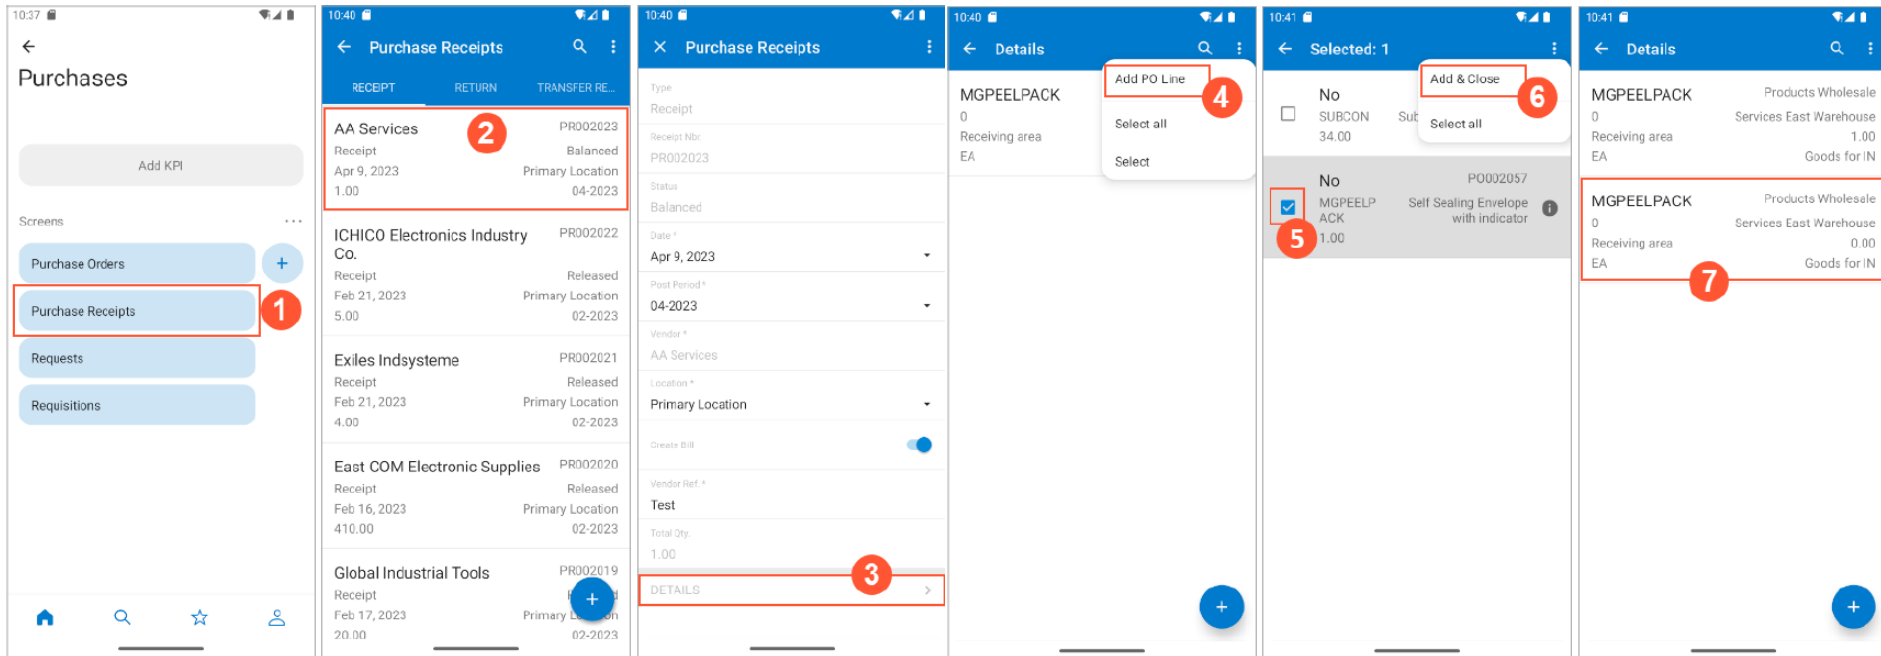 10:37
Purchases
Add KPI
Screens
Purchase Orders
+
Purchase Receipts
1
Requests
Requisitions
10:40
Purchase Receipts
RECEIPT RETURN TRANSFER RE...
AA Services PR002023
2
Receipt Balanced
Apr 9, 2023 Primary Location
1.00 04-2023
ICHICO Electronics Industry PR002022
Co.
Receipt Released
Feb 21, 2023 Primary Location
5.00 02-2023
Exiles Indsysteme PR002021
Receipt Released
Feb 21, 2023 Primary Location
4.00 02-2023
East COM Electronic Supplies PR002020
Receipt Released
Feb 16, 2023 Primary Location
410.00 02-2023
Global Industrial Tools PR002019
Receipt
Feb 17, 2023 Primary
20.00 02-2023
+
10:40
Purchase Receipts
Type
Receipt
Receipt Nbr.
PR002023
Status
Balanced
Date *
Apr 9, 2023
Post Period *
04-2023
Vendor *
AA Services
Location *
Primary Location
Create Bill
Vendor Ref. *
Test
Total Qty.
1.00
3
DETAILS
10:40
Details
Add PO Line
4
Select all
Select
MGPEELPACK
0
Receiving area
EA
+
10:41
Selected: 1
Add & Close
6
Select all
No
SUBCON Sub
34.00
No PO002057
MGPEELP Self Sealing Envelope
ACK with indicator
5
1.00
10:41
Details
MGPEELPACK Products Wholesale
0 Services East Warehouse
Receiving area 1.00
EA Goods for IN
MGPEELPACK Products Wholesale
0 Services East Warehouse
Receiving area 0.00
EA Goods for IN
7
+